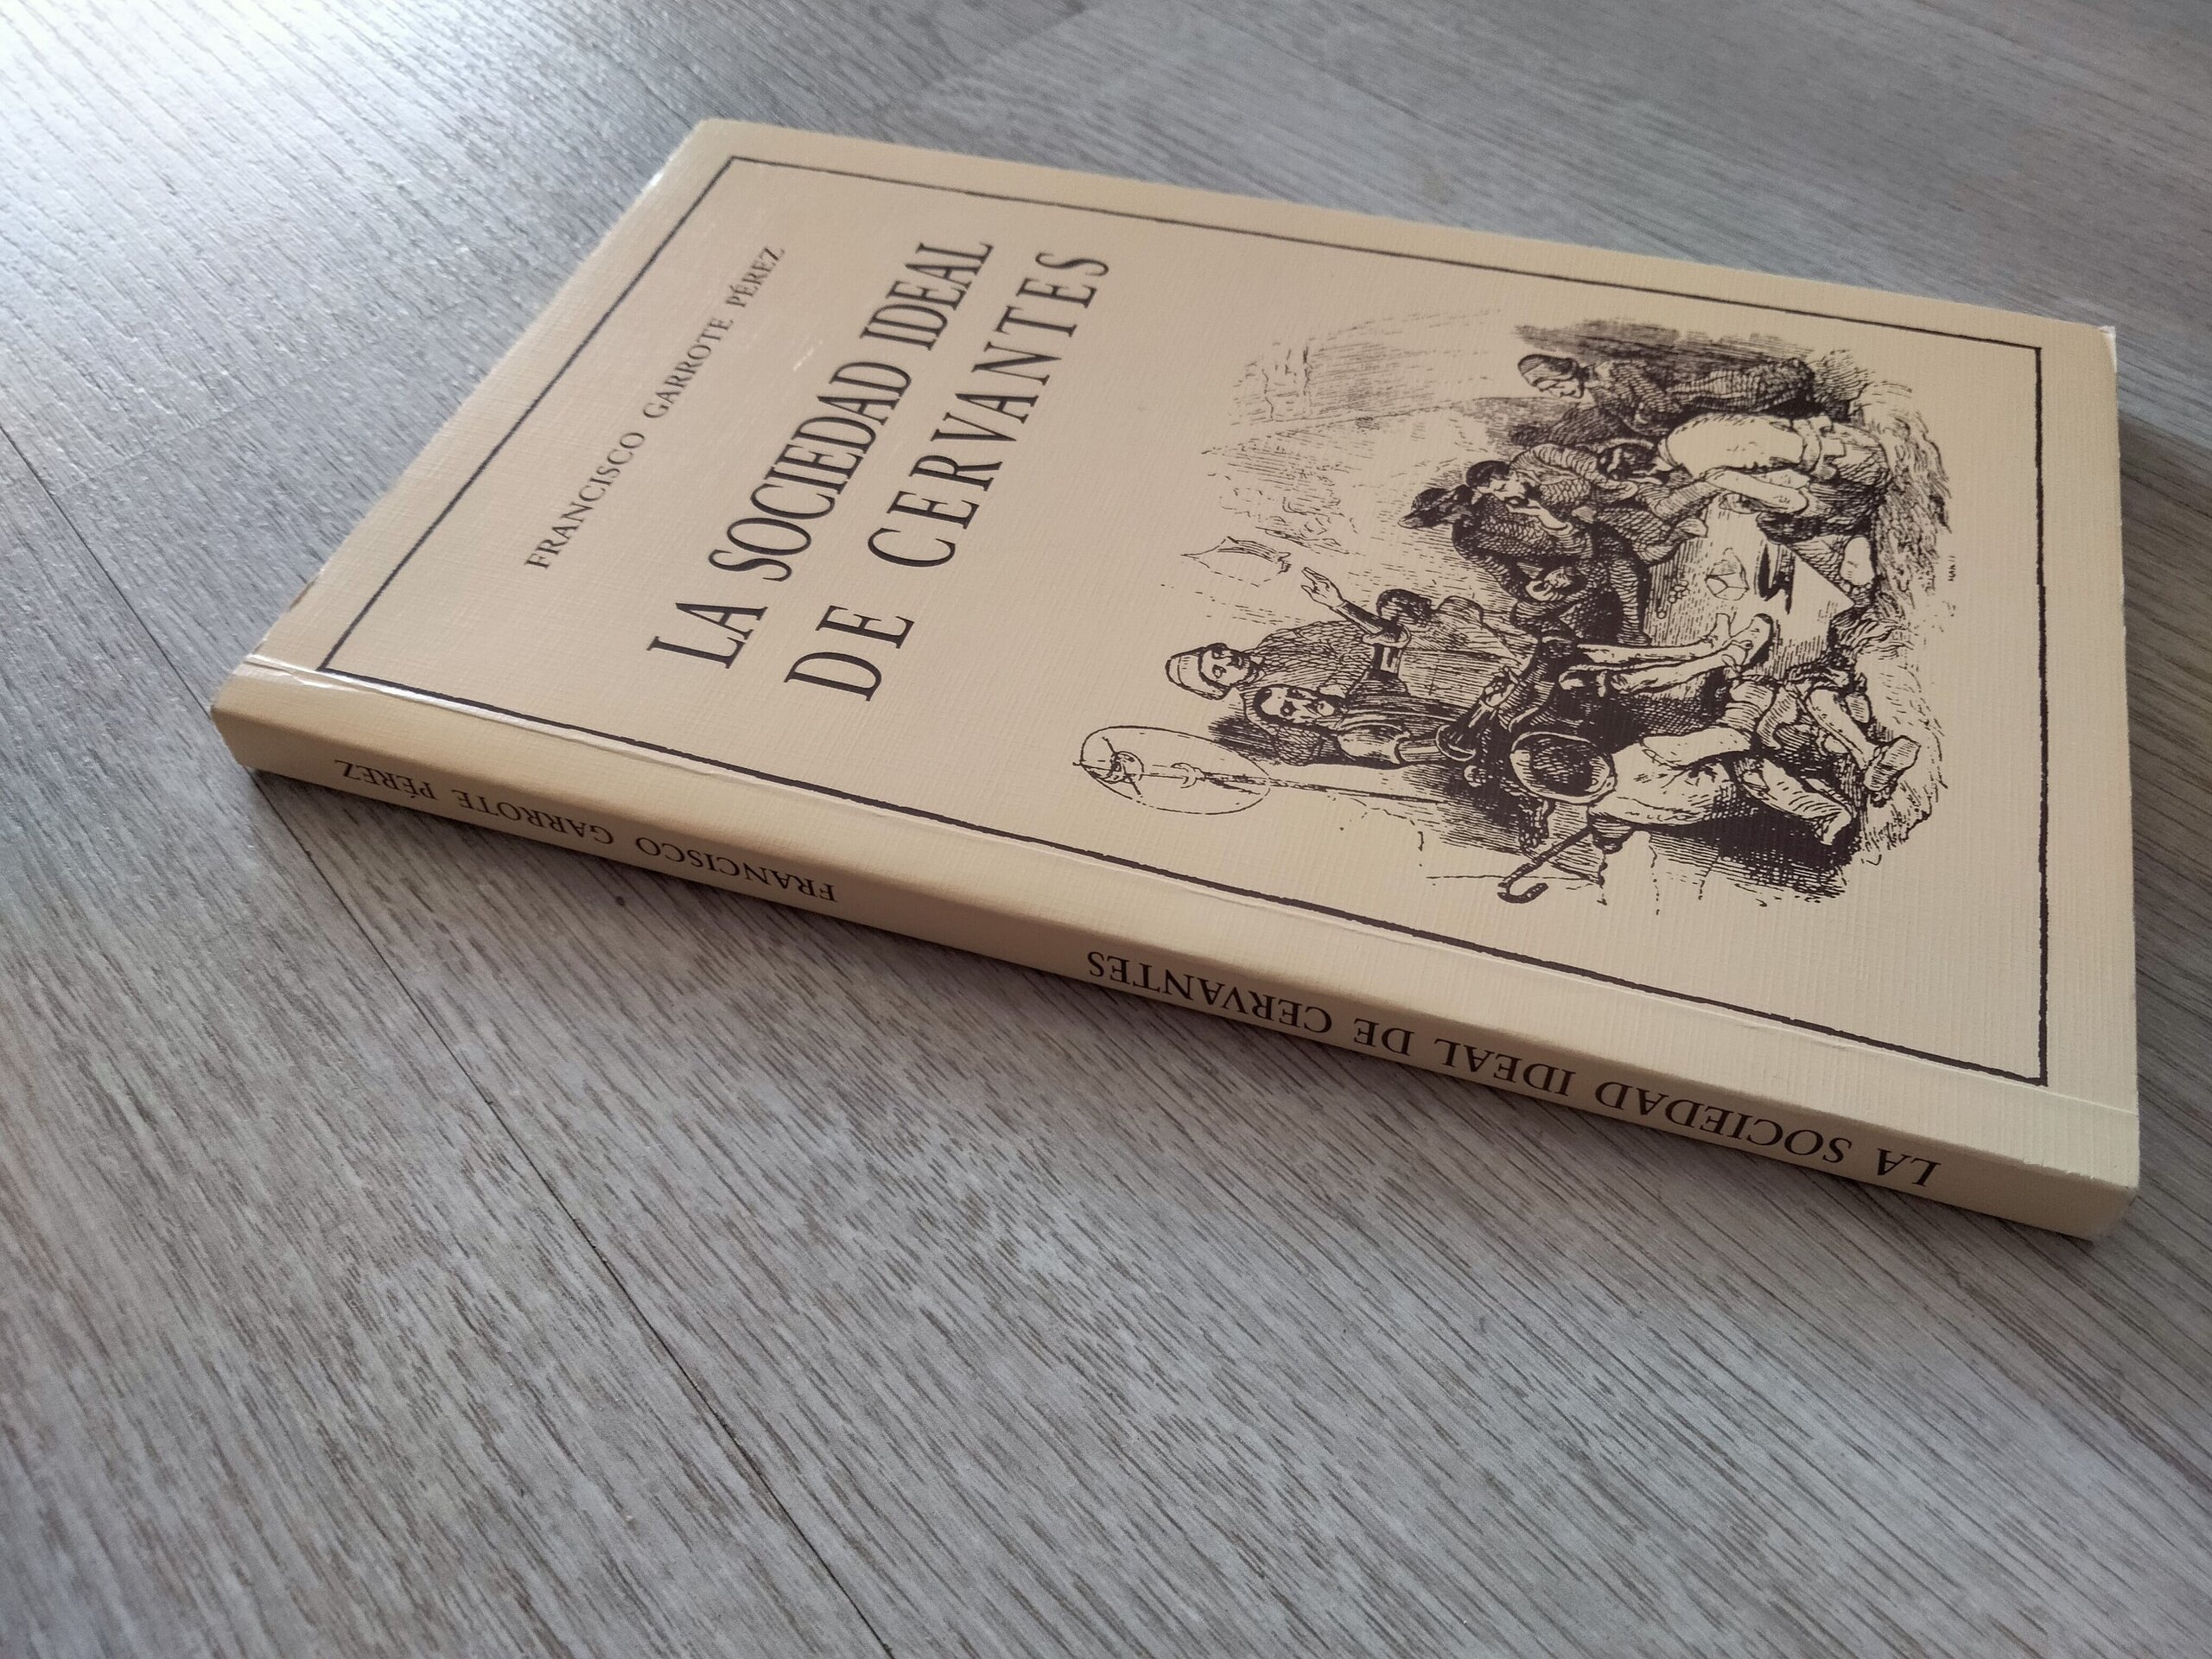 FRANCISCO GARROTE PÉREZ
LA SOCIEDAD IDEAL
DE CERVANTES
LA SOCIEDAD IDEAL DE CERVANTES
FRANCISCO GARROTE PÉREZ